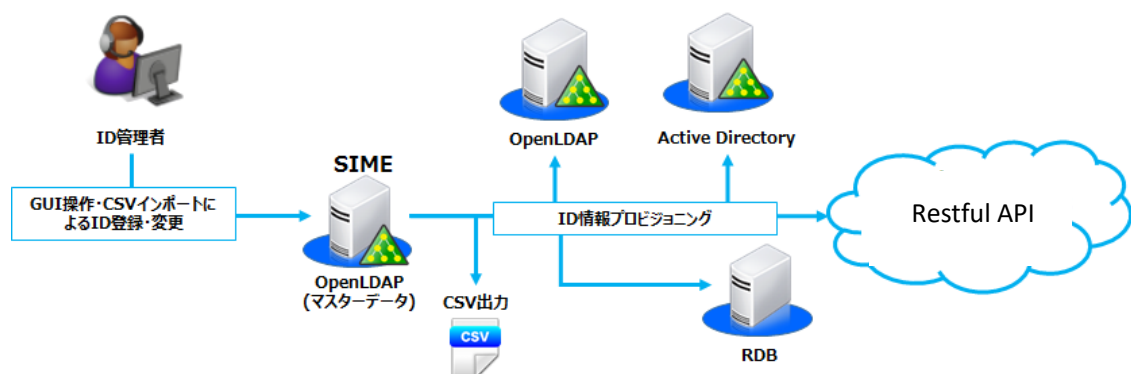 ID管理者
GUI操作・CSVインポートに
よるID登録・変更
SIME
OpenLDAP
(マスターデータ)
CSV出力
CSV
OpenLDAP
Active Directory
ID情報プロビジョニング
RDB
Restful API